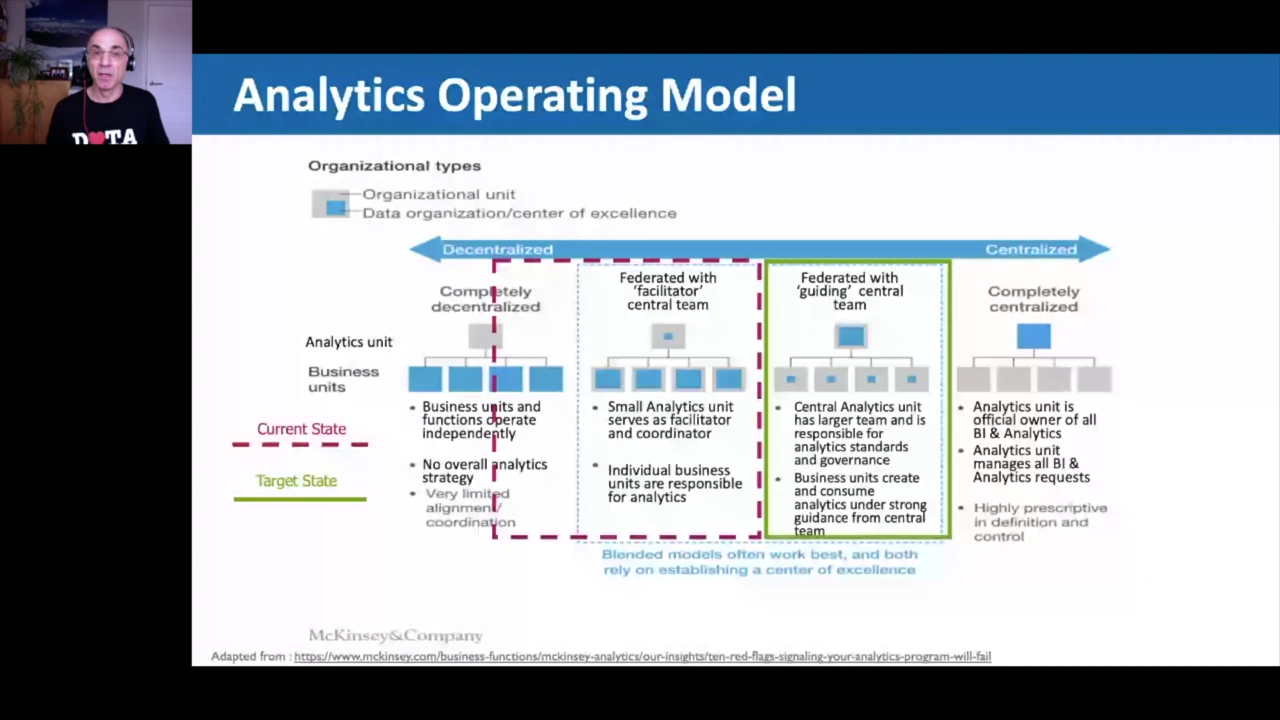 D TA
Analytics Operating Model
Organizational types
Organizational unit
Data organization/center of excellence
Decentralized
Centralized
Completely
decentralized
Federated with
'facilitator'
central team
Federated with
'guiding' central
team
Completely
centralized
Analytics unit
Business
units
Current State
Target State
• Business units and
functions operate
independently
• No overall analytics
strategy
• Very limited
alignment/
coordination
• Small Analytics unit
serves as facilitator
and coordinator
• Individual business
units are responsible
for analytics
• Central Analytics unit
has larger team and is
responsible for
analytics standards
and governance
• Business units create
and consume
analytics under strong
guidance from central
team
• Analytics unit is
official owner of all
BI & Analytics
• Analytics unit
manages all BI &
Analytics requests
• Highly prescriptive
in definition and
control
Blended models often work best, and both
rely on establishing a center of excellence
McKinsey&Company
Adapted from : https://www.mckinsey.com/business-functions/mckinsey-analytics/our-insights/ten-red-flags-signaling-your-analytics-program-will-fail